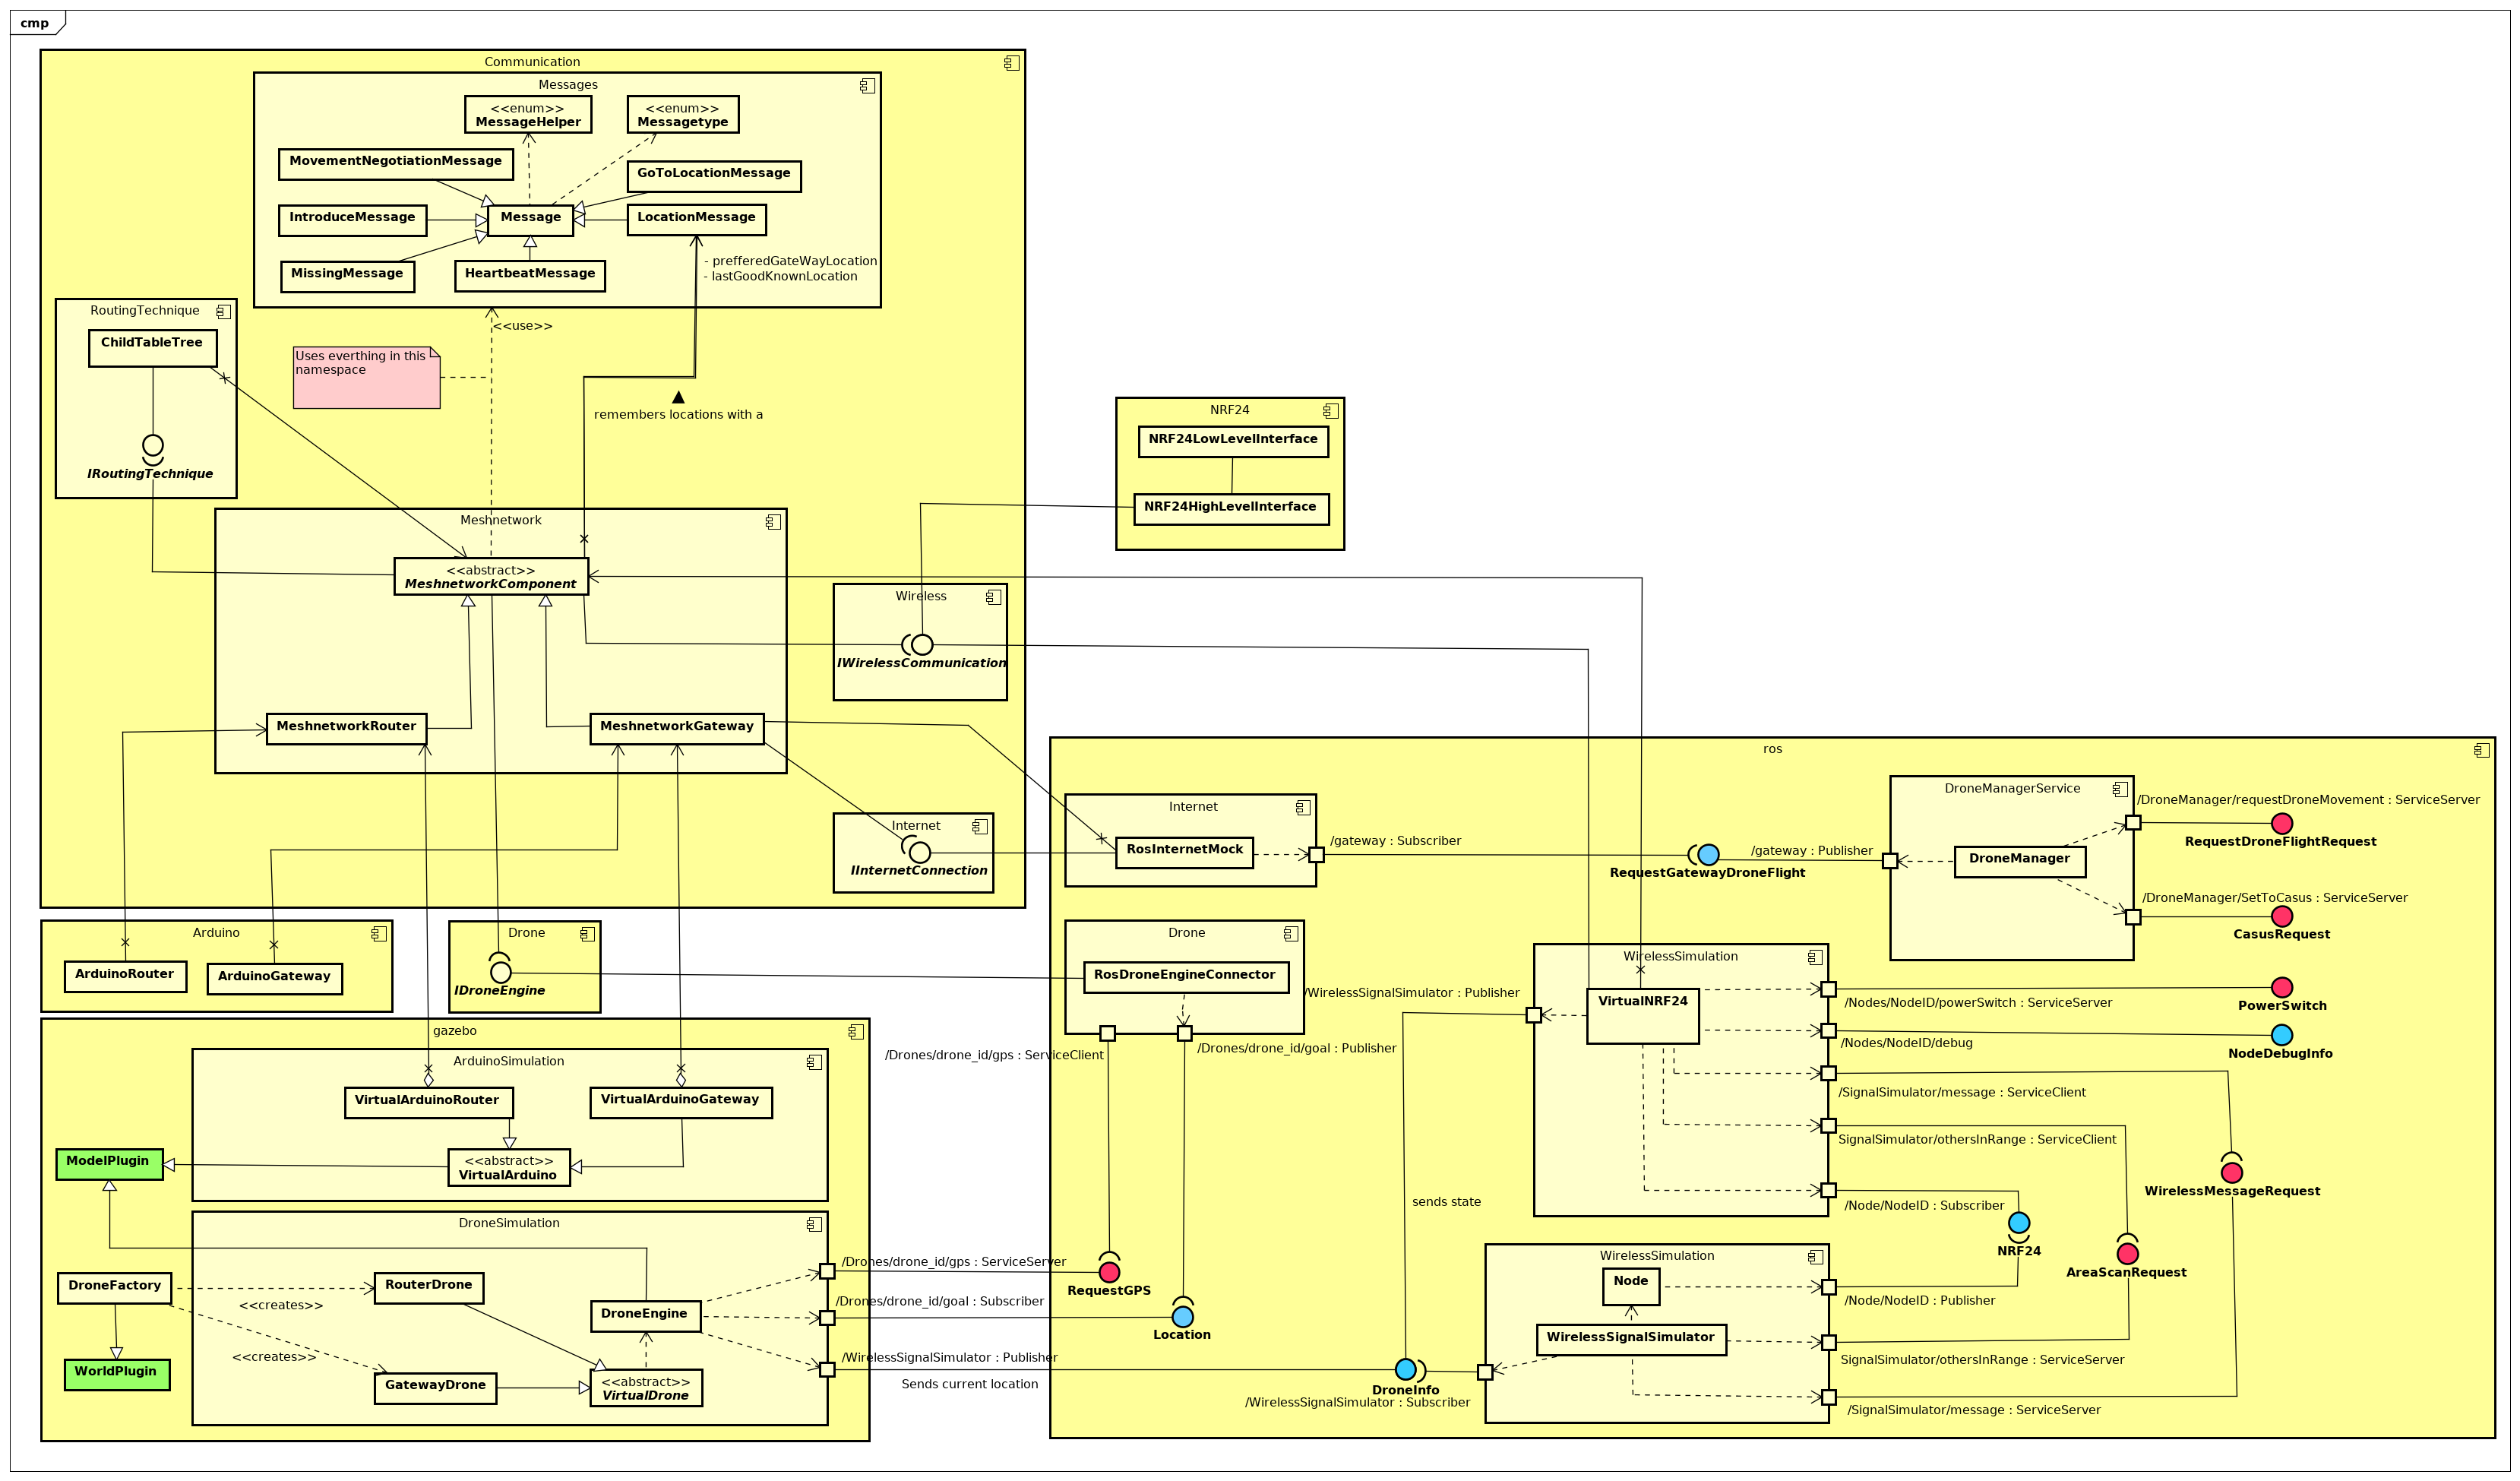 cmp
Communication
Messages
<<enum>>
MessageHelper
<<enum>>
Messagetype
MovementNegotiationMessage
GoToLocationMessage
IntroduceMessage
Message
LocationMessage
MissingMessage
HeartbeatMessage
- prefferedGateWayLocation
- lastGoodKnownLocation
RoutingTechnique
ChildTableTree
IRoutingTechnique
<<use>>
Uses everthing in this
namespace
remembers locations with a
NRF24
NRF24LowLevelInterface
NRF24HighLevelInterface
Meshnetwork
<<abstract>>
MeshnetworkComponent
Wireless
IWirelessCommunication
MeshnetworkRouter
MeshnetworkGateway
Internet
IInternetConnection
Arduino
ArduinoRouter
ArduinoGateway
Drone
IDroneEngine
gazebo
ArduinoSimulation
VirtualArduinoRouter
VirtualArduinoGateway
<<abstract>>
VirtualArduino
ModelPlugin
DroneSimulation
DroneFactory
<<creates>>
<<creates>>
RouterDrone
DroneEngine
WorldPlugin
GatewayDrone
<<abstract>>
VirtualDrone
/Drones/drone_id/gps : ServiceServer
/Drones/drone_id/goal : Subscriber
/WirelessSignalSimulator : Publisher
Sends current location
ros
Internet
RosInternetMock
/gateway : Subscriber
RequestGatewayDroneFlight
/gateway : Publisher
DroneManagerService
DroneManager
/DroneManager/requestDroneMovement : ServiceServer
RequestDroneFlightRequest
/DroneManager/SetToCasus : ServiceServer
CasusRequest
Drone
RosDroneEngineConnector
/Drones/drone_id/gps : ServiceClient
/Drones/drone_id/goal : Publisher
RequestGPS
Location
/WirelessSignalSimulator : Publisher
WirelessSimulation
VirtualNRF24
/Nodes/NodeID/powerSwitch : ServiceServer
PowerSwitch
/Nodes/NodeID/debug
NodeDebugInfo
/SignalSimulator/message : ServiceClient
SignalSimulator/othersInRange : ServiceClient
WirelessMessageRequest
/Node/NodeID : Subscriber
NRF24
AreaScanRequest
sends state
WirelessSimulation
Node
/Node/NodeID : Publisher
WirelessSignalSimulator
SignalSimulator/othersInRange : ServiceServer
DroneInfo
/WirelessSignalSimulator : Subscriber
/SignalSimulator/message : ServiceServer